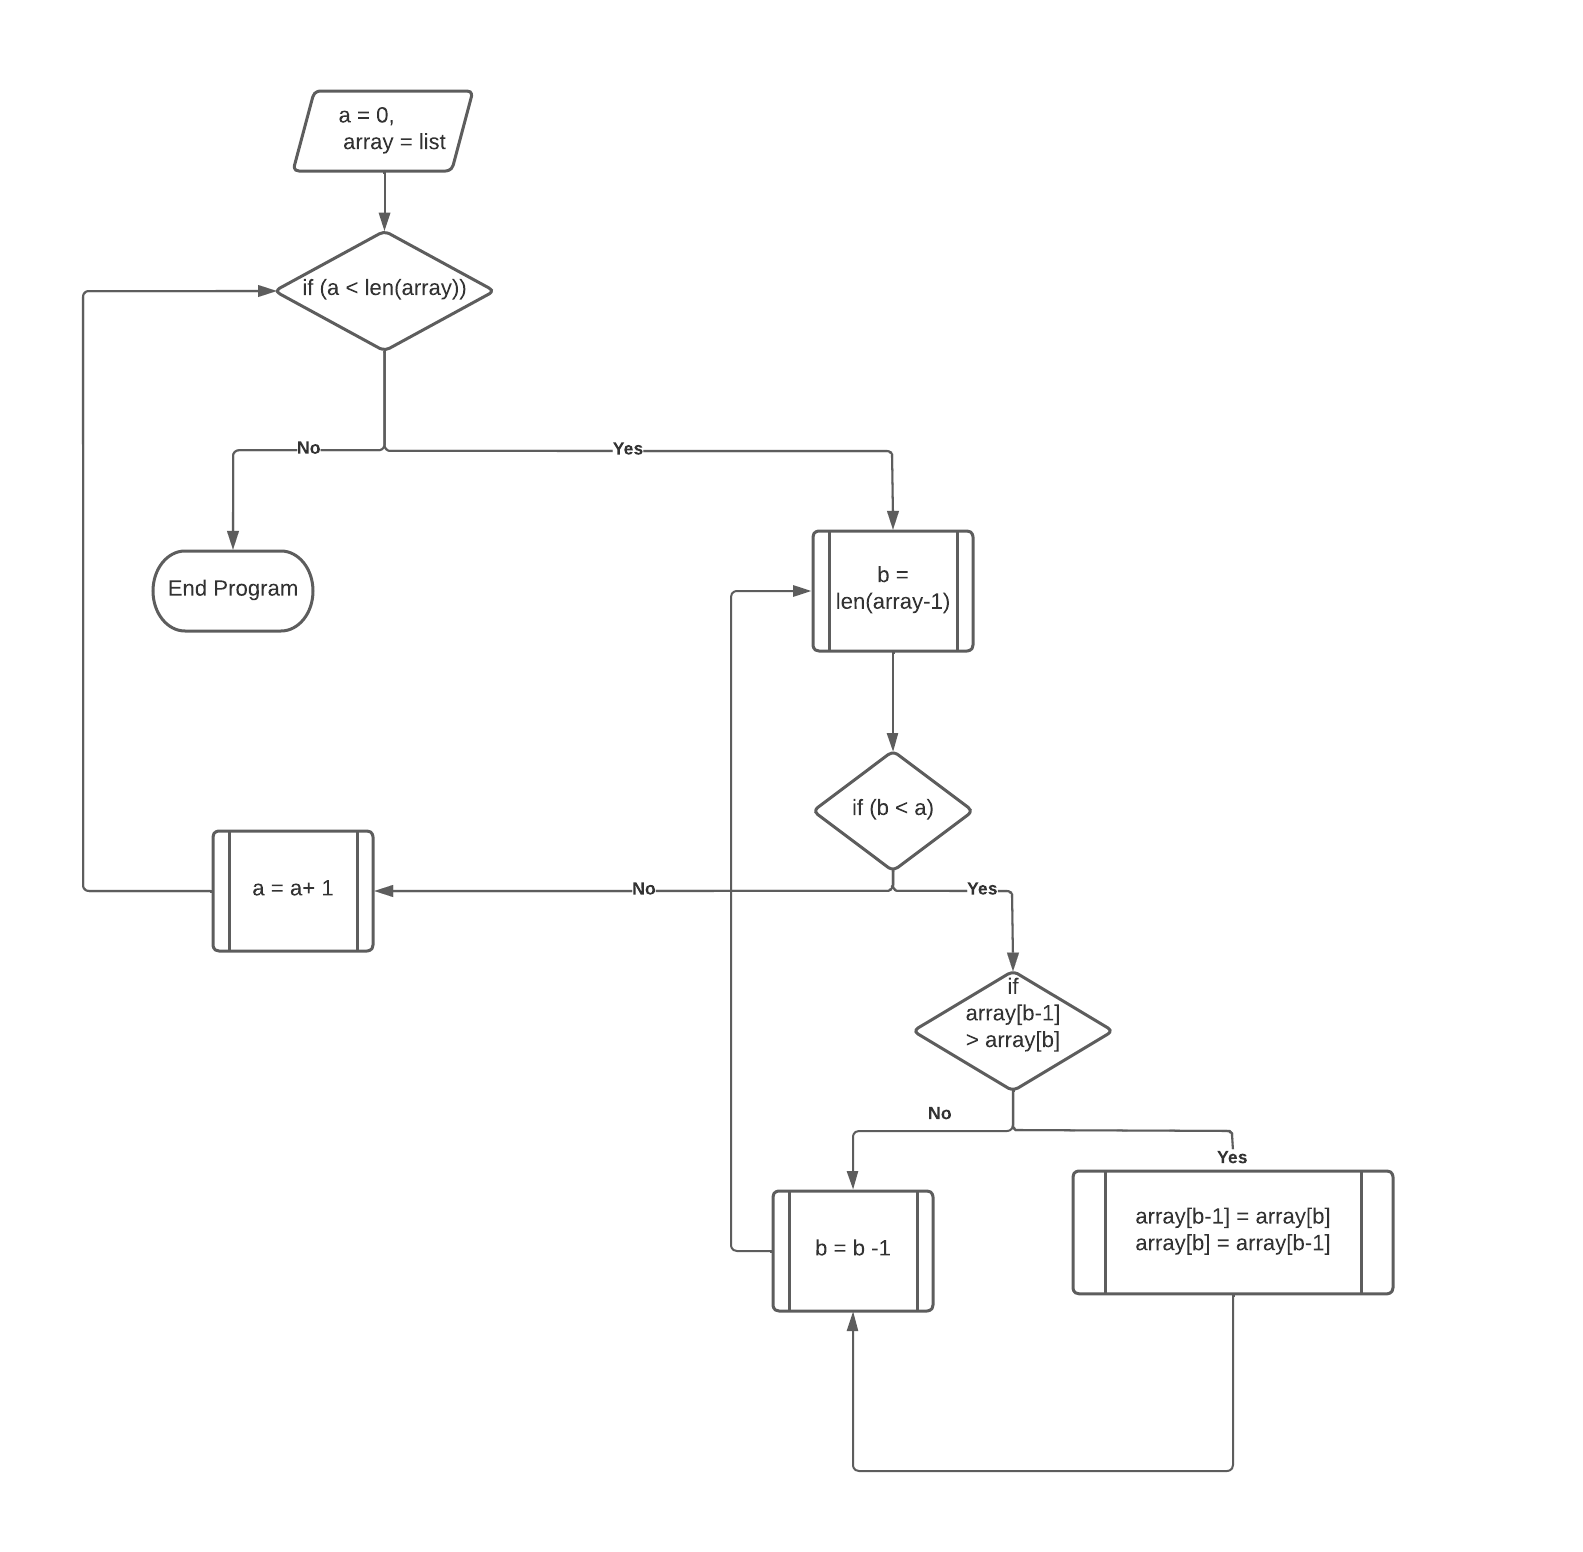 a = 0,
array = list
if (a < len(array))
No
Yes
End Program
b =
len(array-1)
if (b < a)
a = a+ 1
No
Yes
if
array[b-1]
> array[b]
No
Yes
array[b-1] = array[b]
array[b] = array[b-1]
b = b -1